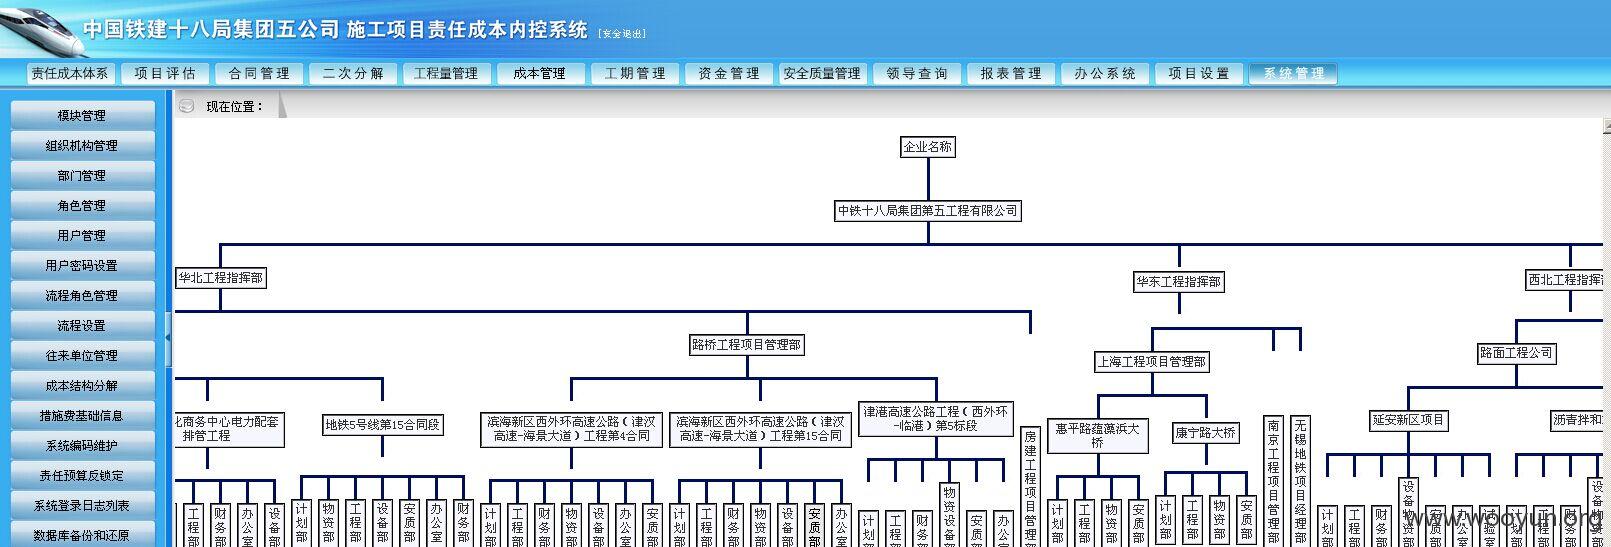 中国铁建十八局集团五公司 施工项目责任成本内控系统 [安全退出]
责任成本体系 项目评估 合同管理 二次分解 工程量管理 成本管理 工期管理 资金管理 安全质量管理 领导查询 报表管理 办公系统 项目设置 系统管理
现在位置：
模块管理
组织机构管理
部门管理
角色管理
用户管理
用户密码设置
流程角色管理
流程设置
往来单位管理
成本结构分解
措施费基础信息
系统编码维护
责任预算反锁定
系统登录日志列表
数据库备份和还原
企业名称
中铁十八局集团第五工程有限公司
华北工程指挥部
华东工程指挥部
西北工程指挥
路桥工程项目管理部
上海工程项目管理部
路面工程公司
商务中心电力配套
排管工程
地铁5号线第15合同段
滨海新区西外环高速公路（津汉
高速-海景大道）工程第4合同
滨海新区西外环高速公路（津汉
高速-海景大道）工程第15合同
津港高速公路工程（西外环
-临港）第5标段
房建工程项目管理部
惠平路蕴藻浜大
桥
康宁路大桥
南京工程项目管理部
无锡地铁项目经理部
延安新区项目
沥青拌和
工程部
财务部
办公室
设备部
计划部
物资部
工程部
设备部
安质部
办公室
财务部
计划部
工程部
财务部
物资部
设备部
安质部
办公室
计划部
工程部
财务部
物资部
设备部
安质部
办公室
计划部
工程部
财务部
物资设备部
安质部
办公
计划部
工程部
物资部
安质部
计划部
工程部
物资部
安质部
计划部
工程部
财务部
设备物资
安质部
办公室
试验室
计划部
工程部
财务部
设备物资
www.wooyun.org